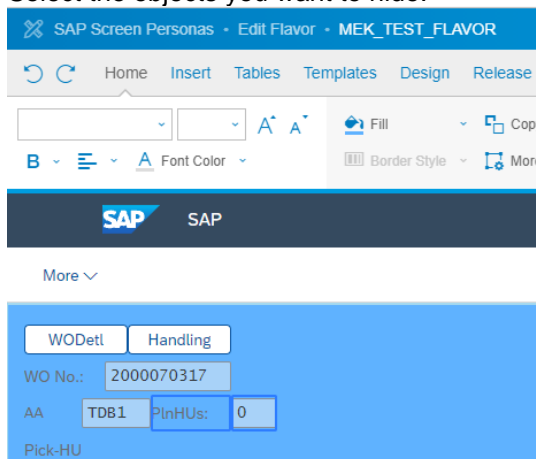 Select the objects you want to hide.
SAP Screen Personas • Edit Flavor • MEK_TEST_FLAVOR
Home Insert Tables Templates Design Release
A A Fill Cop
B A Font Color Border Style More
SAP SAP
More
WODetl Handling
WO No.: 2000070317
AA TDB1 PlnHUs: 0
Pick-HU